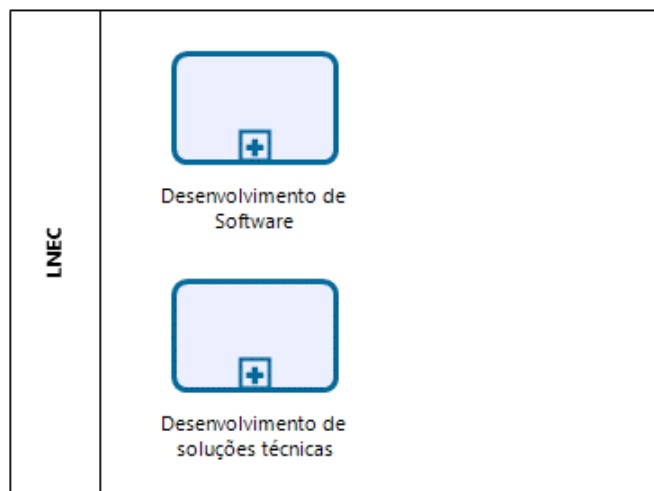 LNEC
Desenvolvimento de
Software
Desenvolvimento de
soluções técnicas